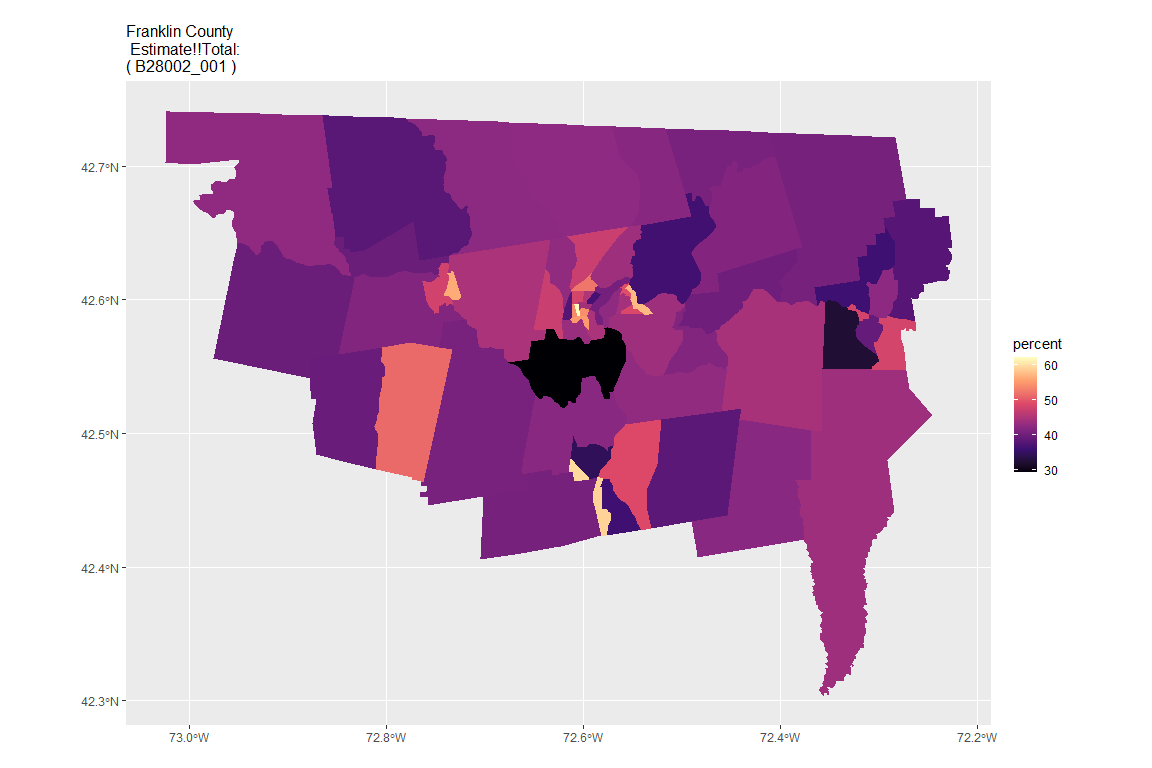 Franklin County
Estimate!!Total:
( B28002_001 )
42.7°N
42.6°N
42.5°N
42.4°N
42.3°N
73.0°W
72.8°W
72.6°W
72.4°W
72.2°W
percent
60
50
40
30